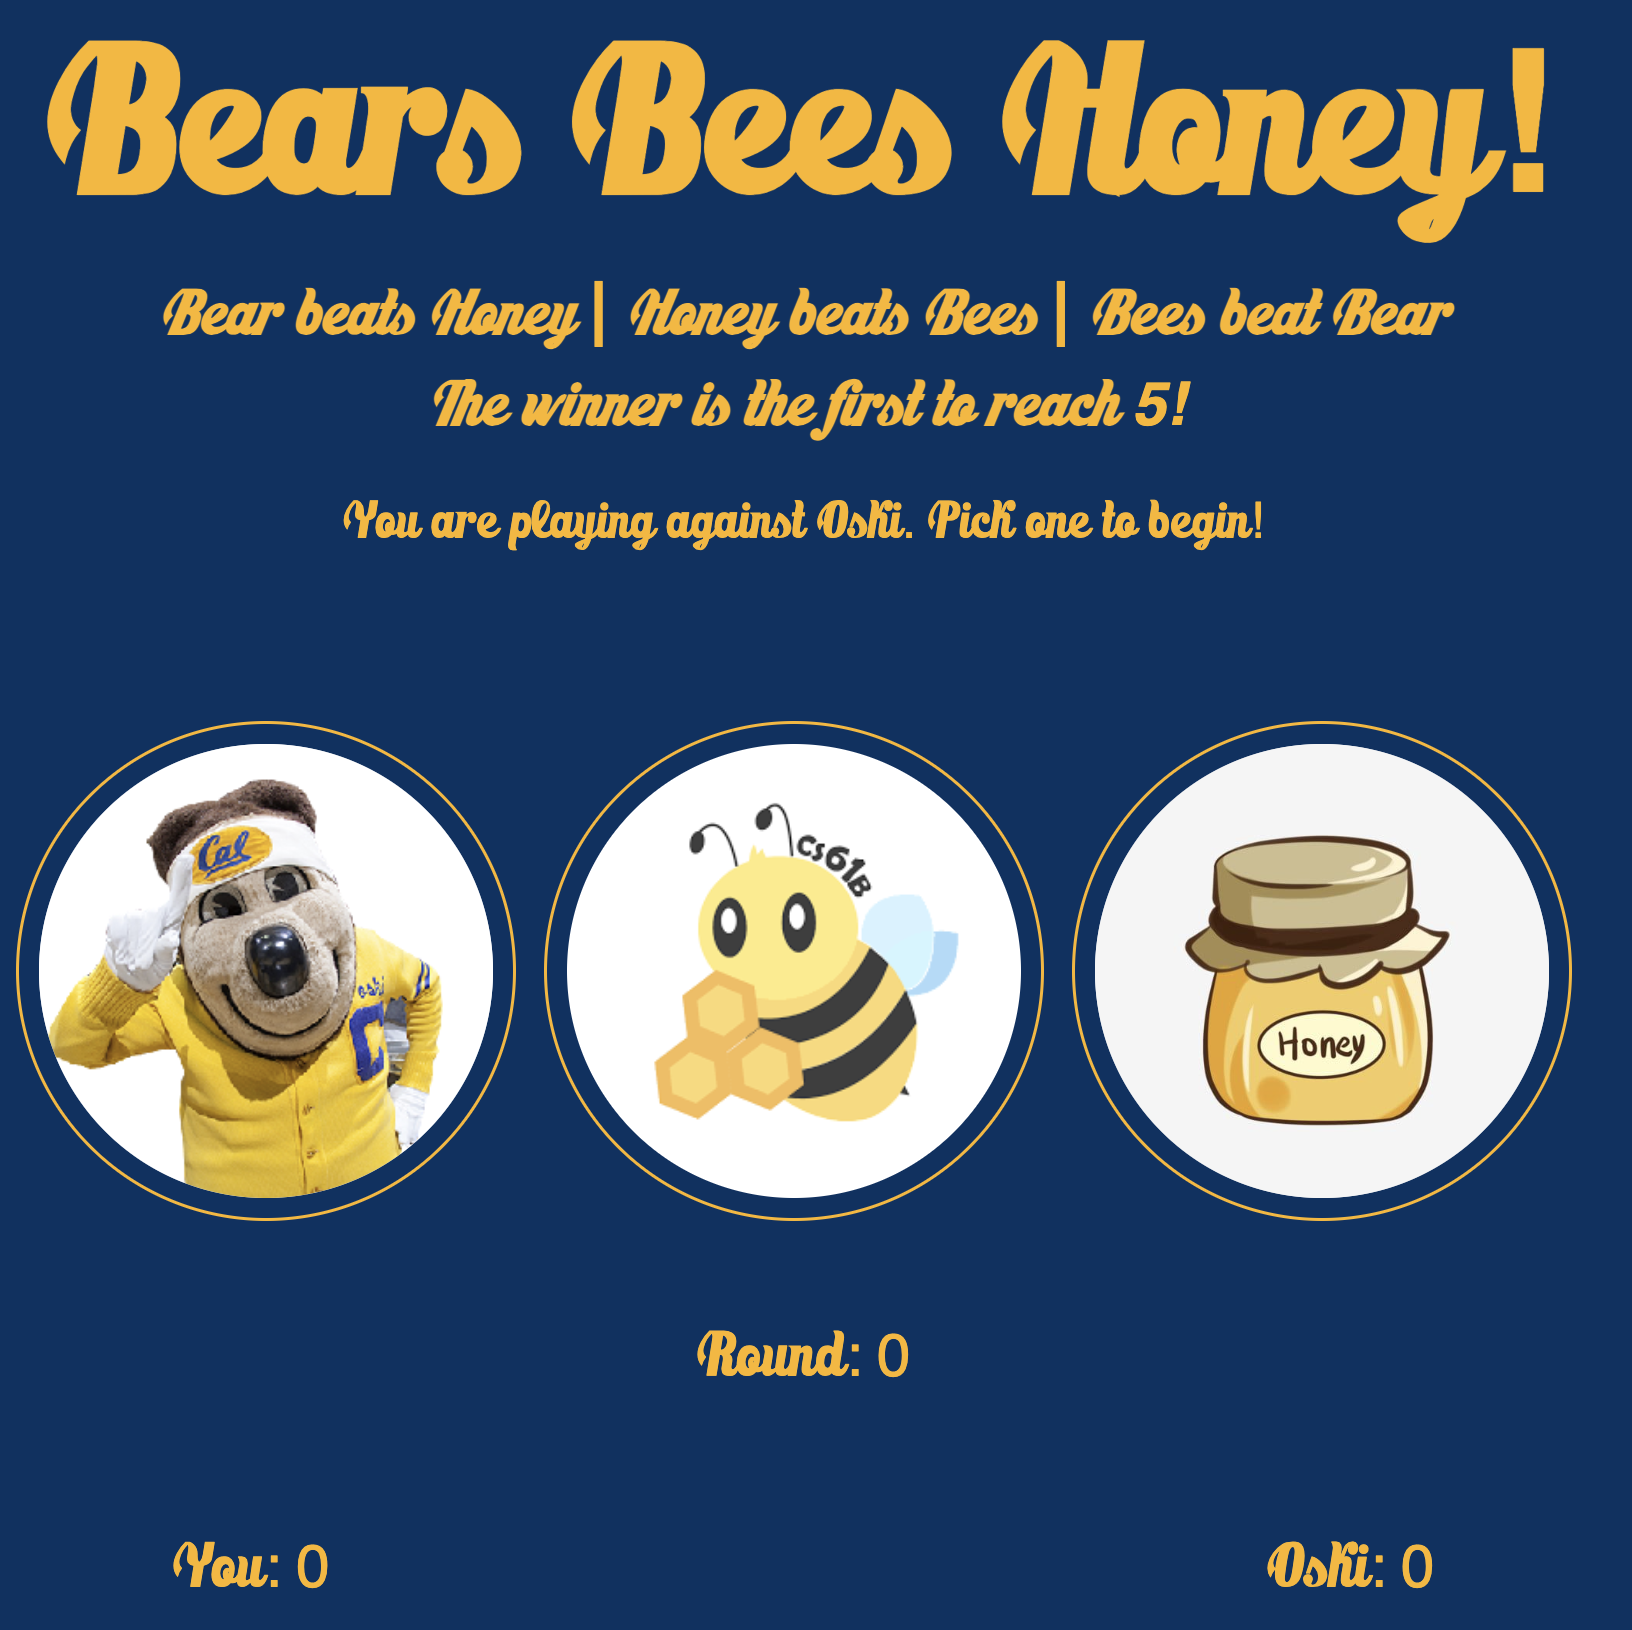 Bears Bees Honey!
Bear beats Honey | Honey beats Bees | Bees beat Bear
The winner is the first to reach 5!
You are playing against Oski. Pick one to begin!
Cal
oski
C
CS61B
Honey
Round: 0
You: 0
Oski: 0